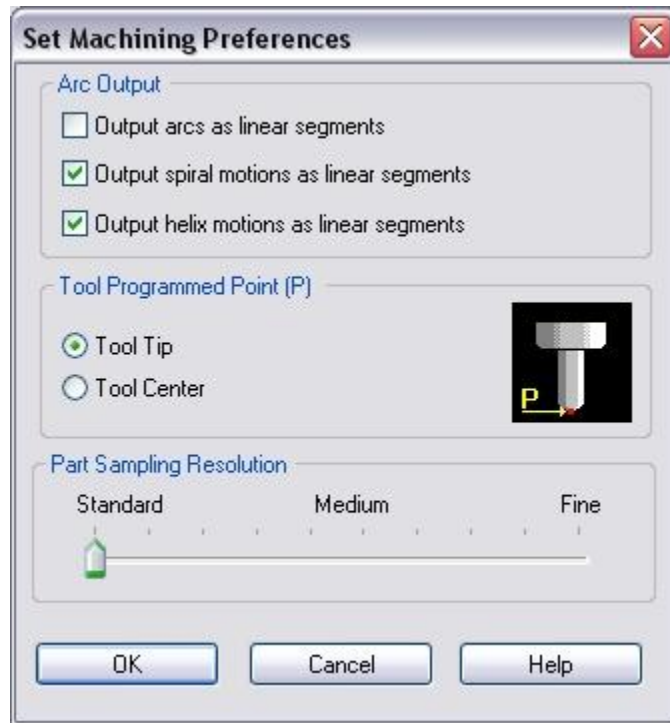 Set Machining Preferences
Arc Output
Output arcs as linear segments
Output spiral motions as linear segments
Output helix motions as linear segments
Tool Programmed Point (P)
Tool Tip
Tool Center
P
Part Sampling Resolution
Standard Medium Fine
OK Cancel Help